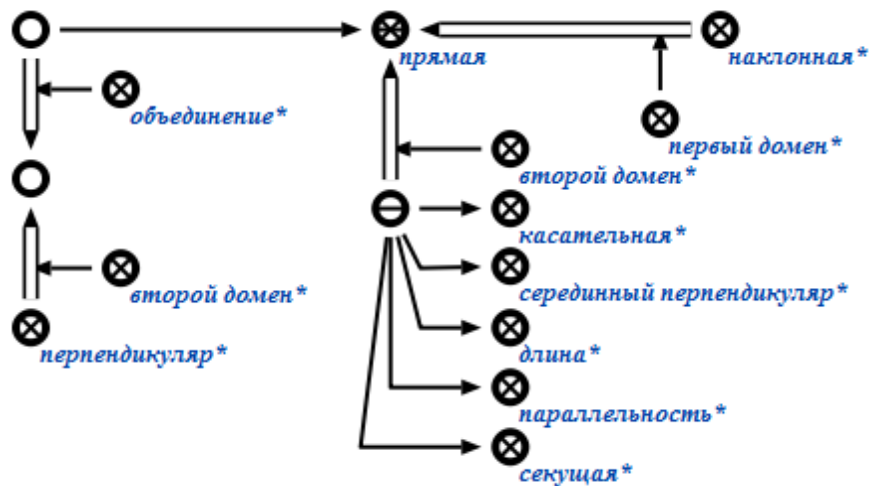 прямая
наклонная*
объединение*
первый домен*
второй домен*
касательная*
второй домен*
серединный перпендикуляр*
перпендикуляр*
длина*
параллельность*
секущая*